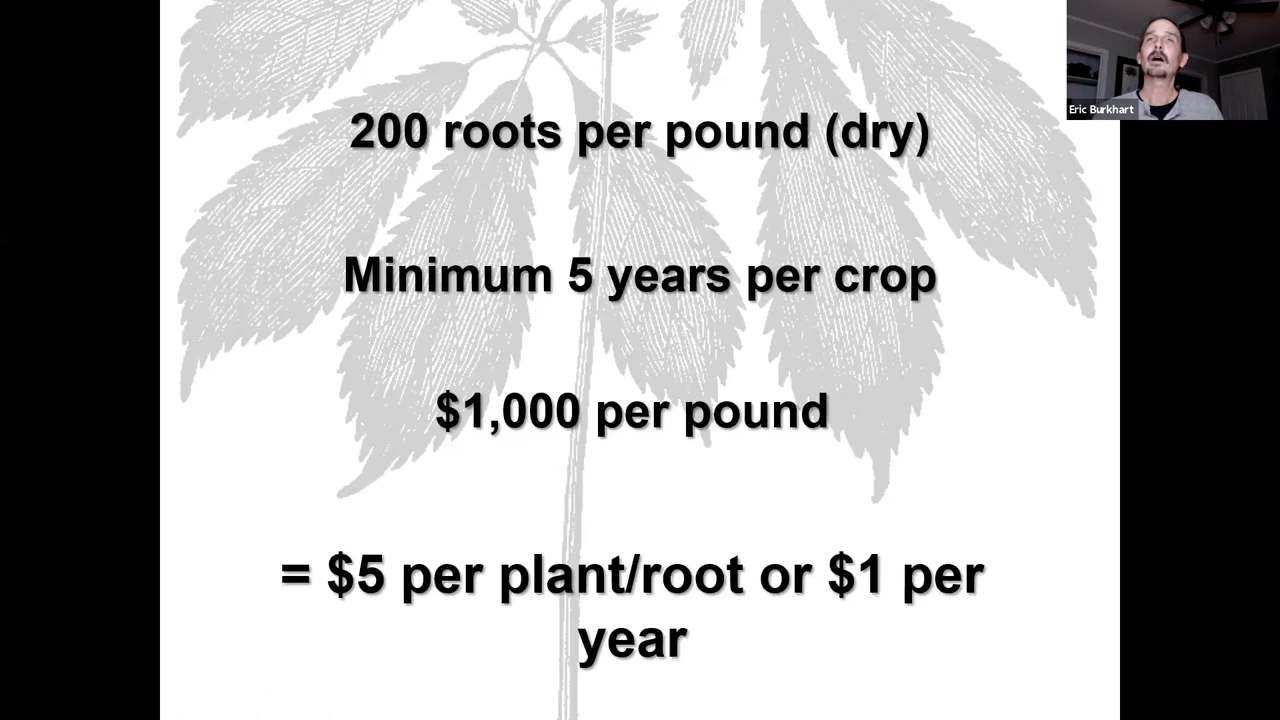 Eric Burkhart
200 roots per pound (dry)
Minimum 5 years per crop
$1,000 per pound
= $5 per plant/root or $1 per
year